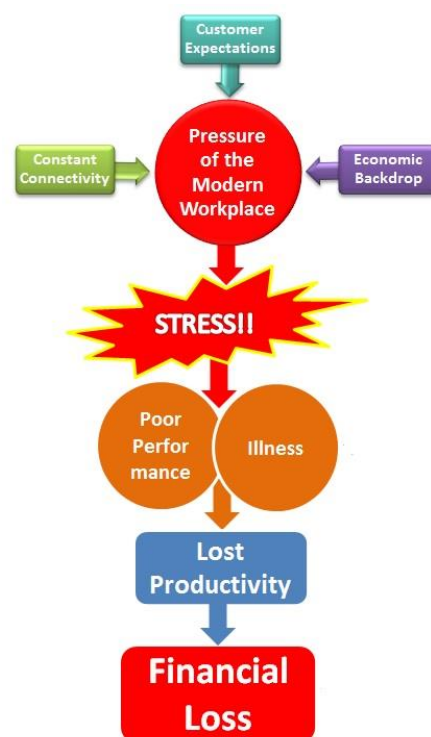 Customer
Expectations
Pressure
of the
Modern
Workplace
Constant
Connectivity
Economic
Backdrop
STRESS!!
Poor
Perfor
mance
Illness
Lost
Productivity
Financial
Loss